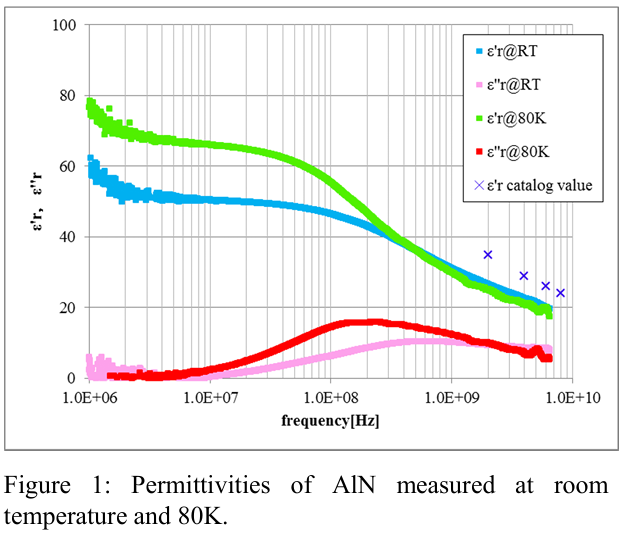 100
80
60
40
20
0
ε'r, ε''r
1.0E+06 1.0E+07 1.0E+08 1.0E+09 1.0E+10
frequency[Hz]
ε'r@RT
ε''r@RT
ε'r@80K
ε''r@80K
ε'r catalog value
Figure 1: Permittivities of AlN measured at room
temperature and 80K.